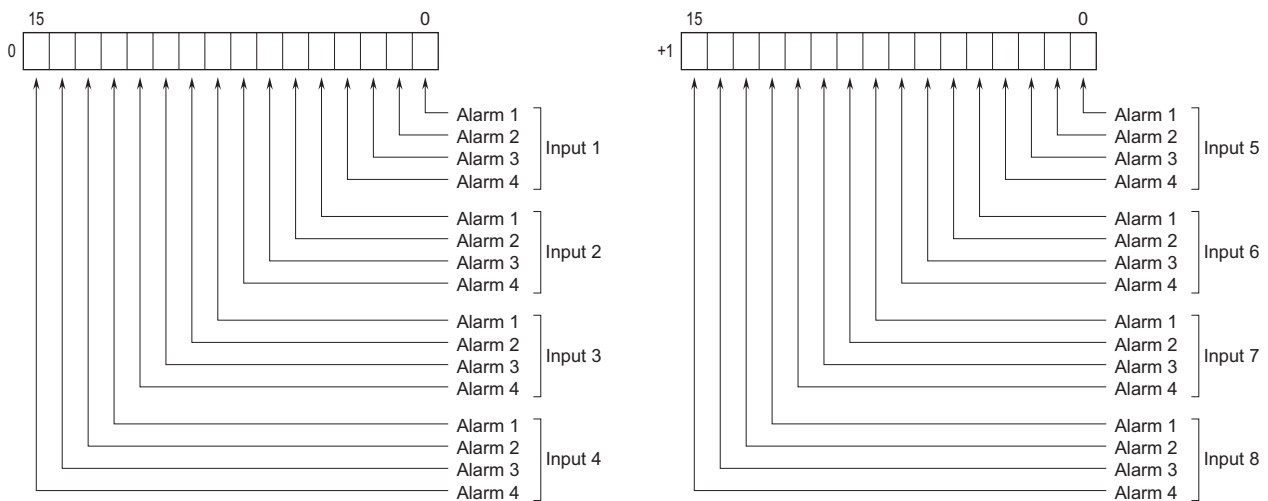 15 0
0
Alarm 1
Alarm 2
Alarm 3
Alarm 4
Input 1
Alarm 1
Alarm 2
Alarm 3
Alarm 4
Input 2
Alarm 1
Alarm 2
Alarm 3
Alarm 4
Input 3
Alarm 1
Alarm 2
Alarm 3
Alarm 4
Input 4
15 0
+1
Alarm 1
Alarm 2
Alarm 3
Alarm 4
Input 5
Alarm 1
Alarm 2
Alarm 3
Alarm 4
Input 6
Alarm 1
Alarm 2
Alarm 3
Alarm 4
Input 7
Alarm 1
Alarm 2
Alarm 3
Alarm 4
Input 8